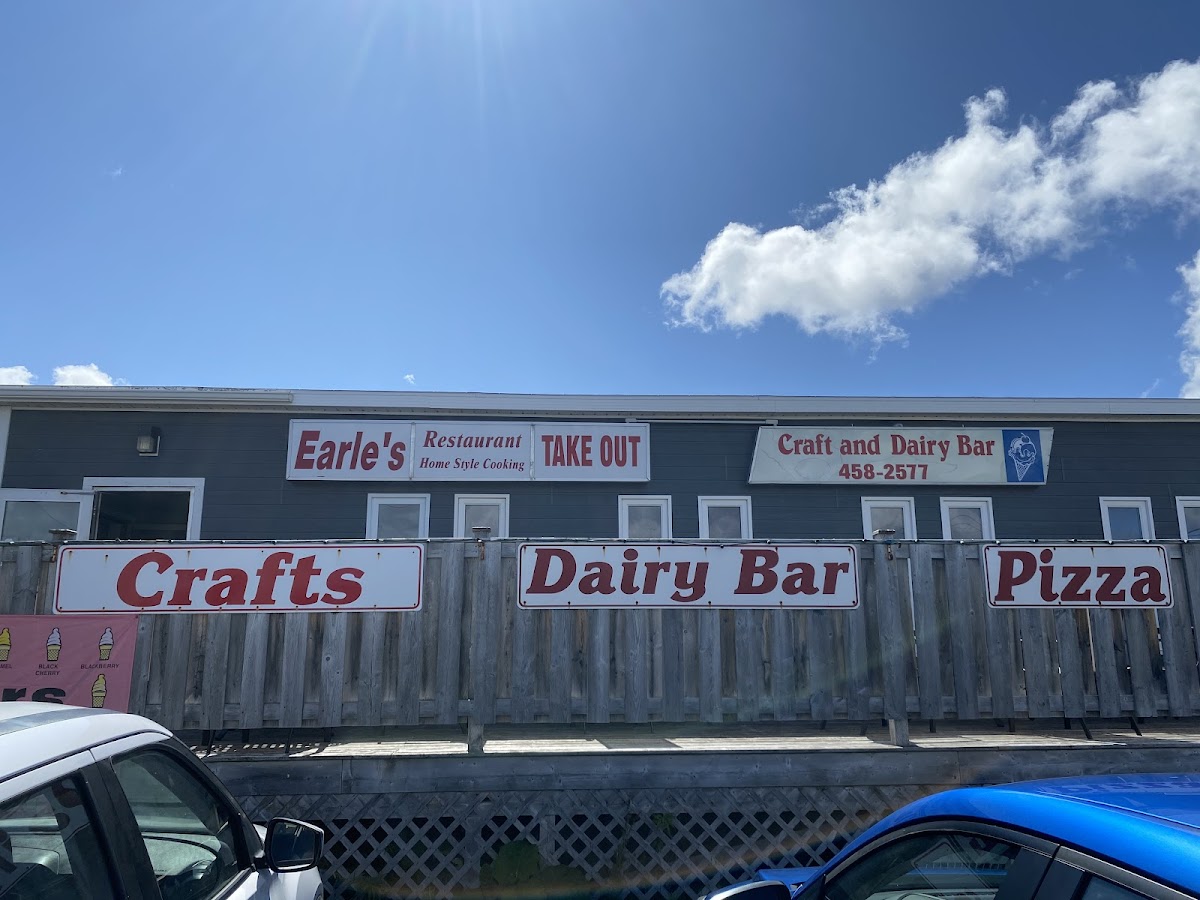 Earle's
Restaurant
Home Style Cooking
TAKE OUT
Craft and Dairy Bar
458-2577
Crafts
Dairy Bar
Pizza
BLACK
CHERRY
BLACKBERRY